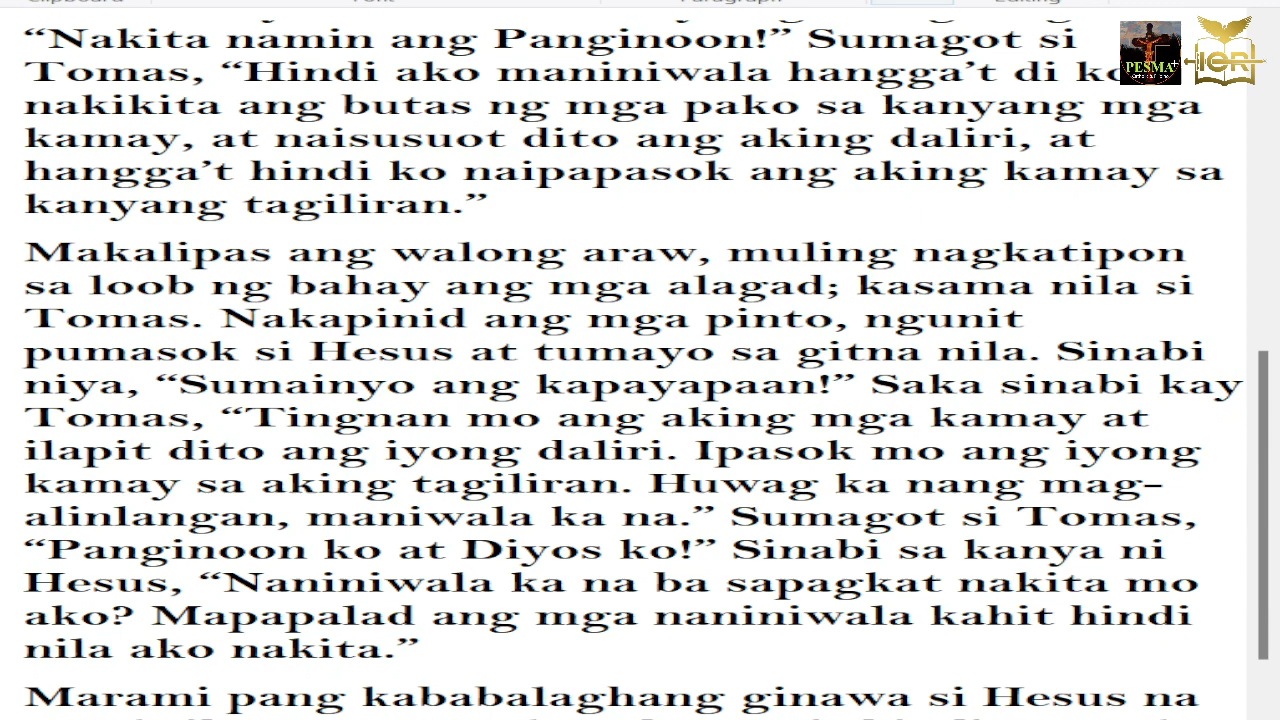 Clipboard
Font
Paragraph
Editing
“Nakita namin ang Panginoon!” Sumagot si
Tomas, “Hindi ako maniniwala hangga’t di ko
nakikita ang butas ng mga pako sa kanyang mga
kamay, at naisusuot dito ang aking daliri, at
hangga’t hindi ko naipapasok ang aking kamay sa
kanyang tagiliran.”
Makalipas ang walong araw, muling nagkatipon
sa loob ng bahay ang mga alagad; kasama nila si
Tomas. Nakapinid ang mga pinto, ngunit
pumasok si Hesus at tumayo sa gitna nila. Sinabi
niya, “Sumainyo ang kapayapaan!” Saka sinabi kay
Tomas, “Tingnan mo ang aking mga kamay at
ilapit dito ang iyong daliri. Ipasok mo ang iyong
kamay sa aking tagiliran. Huwag ka nang mag-
alinlangan, maniwala ka na.” Sumagot si Tomas,
“Panginoon ko at Diyos ko!” Sinabi sa kanya ni
Hesus, “Naniniwala ka na ba sapagkat nakita mo
ako? Mapapalad ang mga naniniwala kahit hindi
nila ako nakita.”
Marami pang kababalaghang ginawa si Hesus na
PESMA